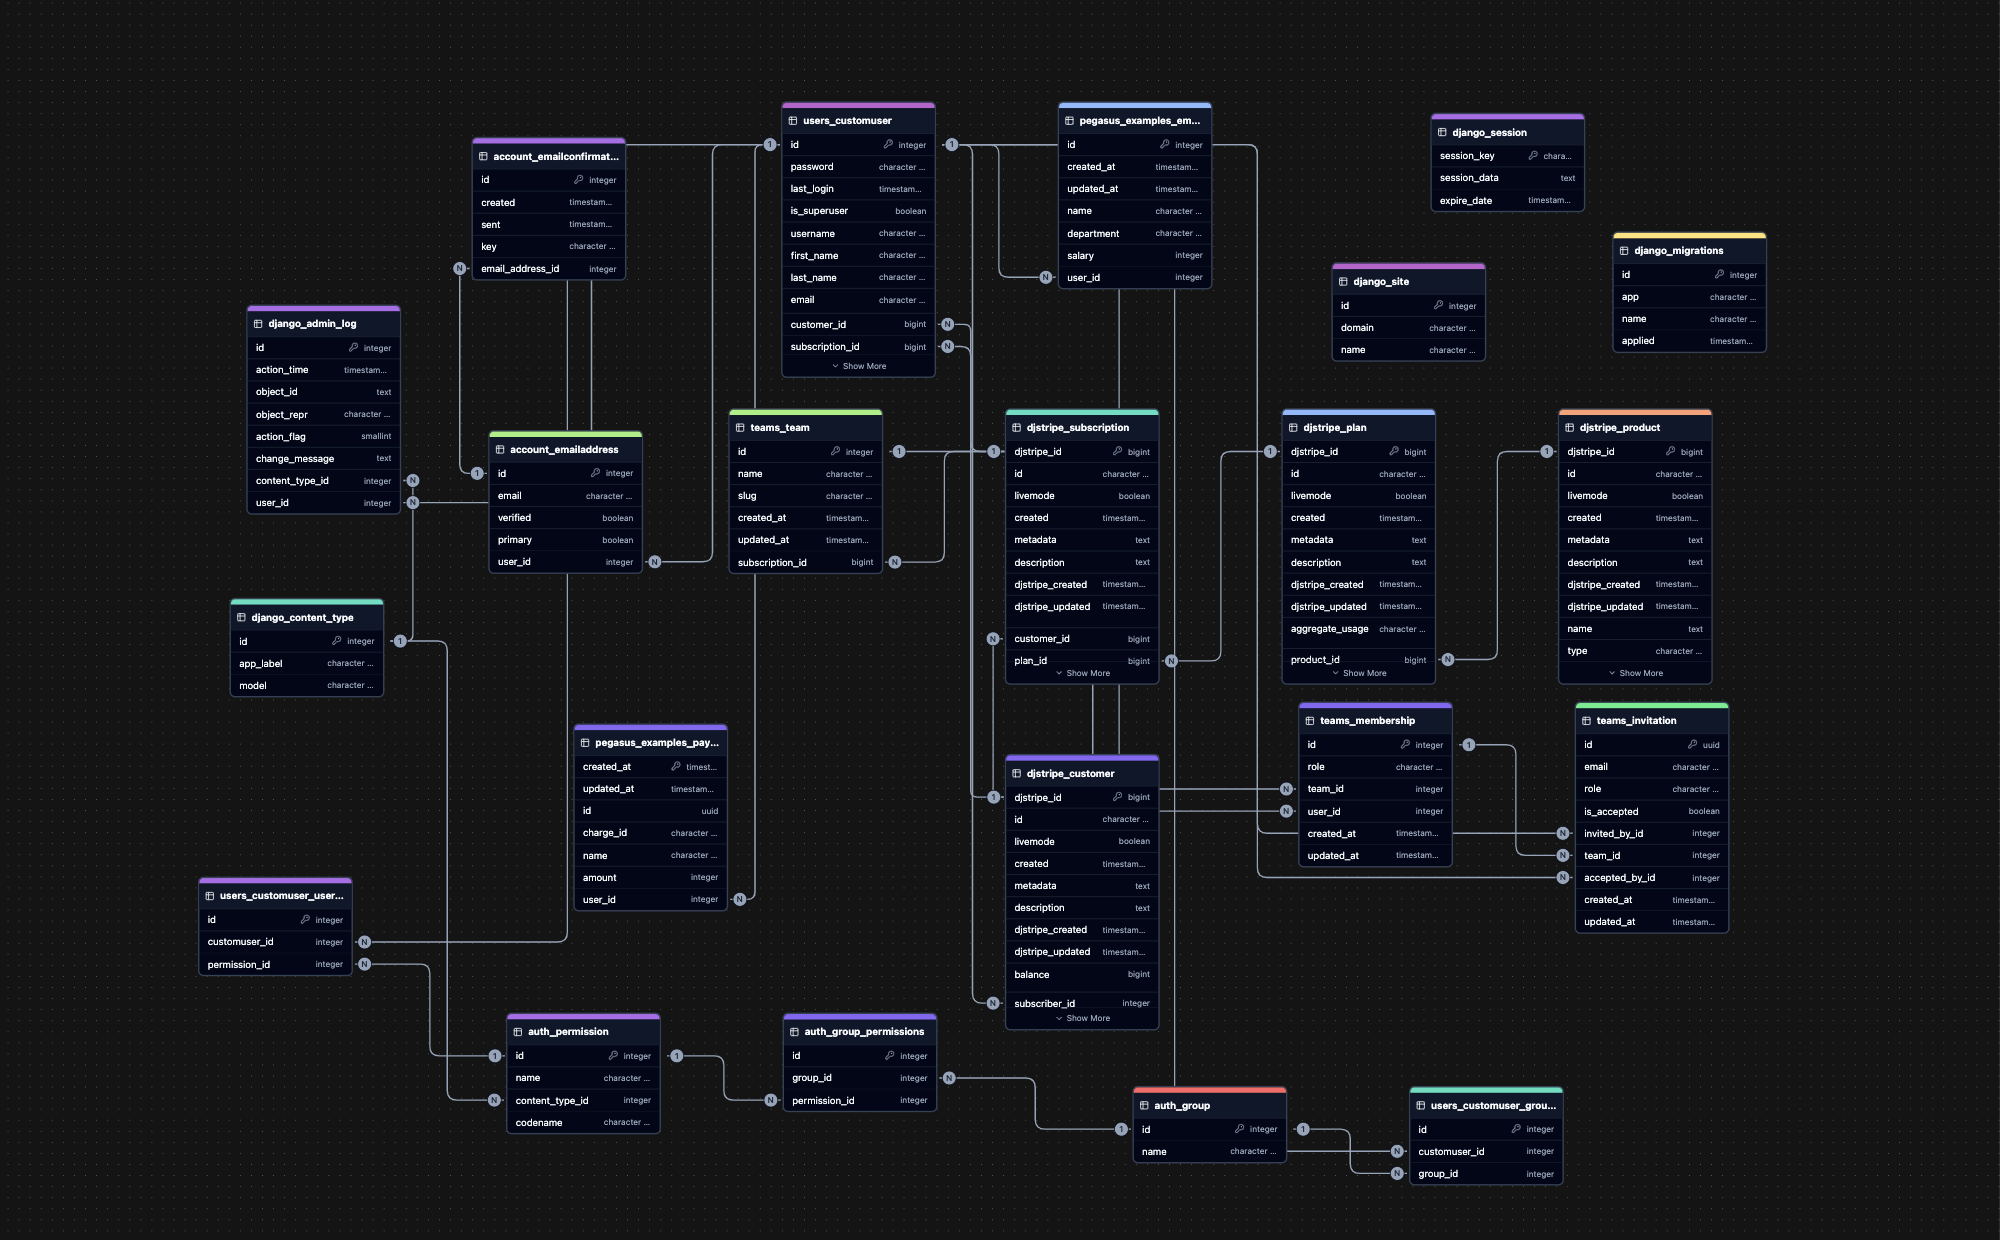 users_customuser
id integer
password character ...
last_login timestam...
is_superuser boolean
username character ...
first_name character ...
last_name character ...
email character ...
customer_id bigint
subscription_id bigint
Show More
1
1
N
N
pegasus_examples_em...
id integer
created_at timestam...
updated_at timestam...
name character ...
department character ...
salary integer
user_id integer
N
django_session
session_key chara...
session_data text
expire_date timestam...
account_emailconfirmat...
id integer
created timestam...
sent timestam...
key character ...
email_address_id integer
N
django_migrations
id integer
app character ...
name character ...
applied timestam...
django_site
id integer
domain character ...
name character ...
django_admin_log
id integer
action_time timestam...
object_id text
object_repr character ...
action_flag smallint
change_message text
content_type_id integer
user_id integer
N
N
account_emailaddress
id integer
email character ...
verified boolean
primary boolean
user_id integer
1
N
teams_team
id integer
name character ...
slug character ...
created_at timestam...
updated_at timestam...
subscription_id bigint
1
N
djstripe_subscription
djstripe_id bigint
id character ...
livemode boolean
created timestam...
metadata text
description text
djstripe_created timestam...
djstripe_updated timestam...
customer_id bigint
plan_id bigint
Show More
1
N
N
djstripe_plan
djstripe_id bigint
id character ...
livemode boolean
created timestam...
metadata text
description text
djstripe_created timestam...
djstripe_updated timestam...
aggregate_usage character ...
product_id bigint
Show More
1
N
djstripe_product
djstripe_id bigint
id character ...
livemode boolean
created timestam...
metadata text
description text
djstripe_created timestam...
djstripe_updated timestam...
name text
type character ...
Show More
1
django_content_type
id integer
app_label character ...
model character ...
1
pegasus_examples_pay...
created_at timest...
updated_at timestam...
id uuid
charge_id character ...
name character ...
amount integer
user_id integer
N
djstripe_customer
djstripe_id bigint
id character ...
livemode boolean
created timestam...
metadata text
description text
djstripe_created timestam...
djstripe_updated timestam...
balance bigint
subscriber_id integer
Show More
1
N
teams_membership
id integer
role character ...
team_id integer
user_id integer
created_at timestam...
updated_at timestam...
1
N
N
teams_invitation
id uuid
email character ...
role character ...
is_accepted boolean
invited_by_id integer
team_id integer
accepted_by_id integer
created_at timestam...
updated_at timestam...
N
N
N
users_customuser_user...
id integer
customuser_id integer
permission_id integer
N
N
auth_permission
id integer
name character ...
content_type_id integer
codename character ...
1
1
N
auth_group_permissions
id integer
group_id integer
permission_id integer
N
N
auth_group
id integer
name character ...
1
1
users_customuser_grou...
id integer
customuser_id integer
group_id integer
N
N